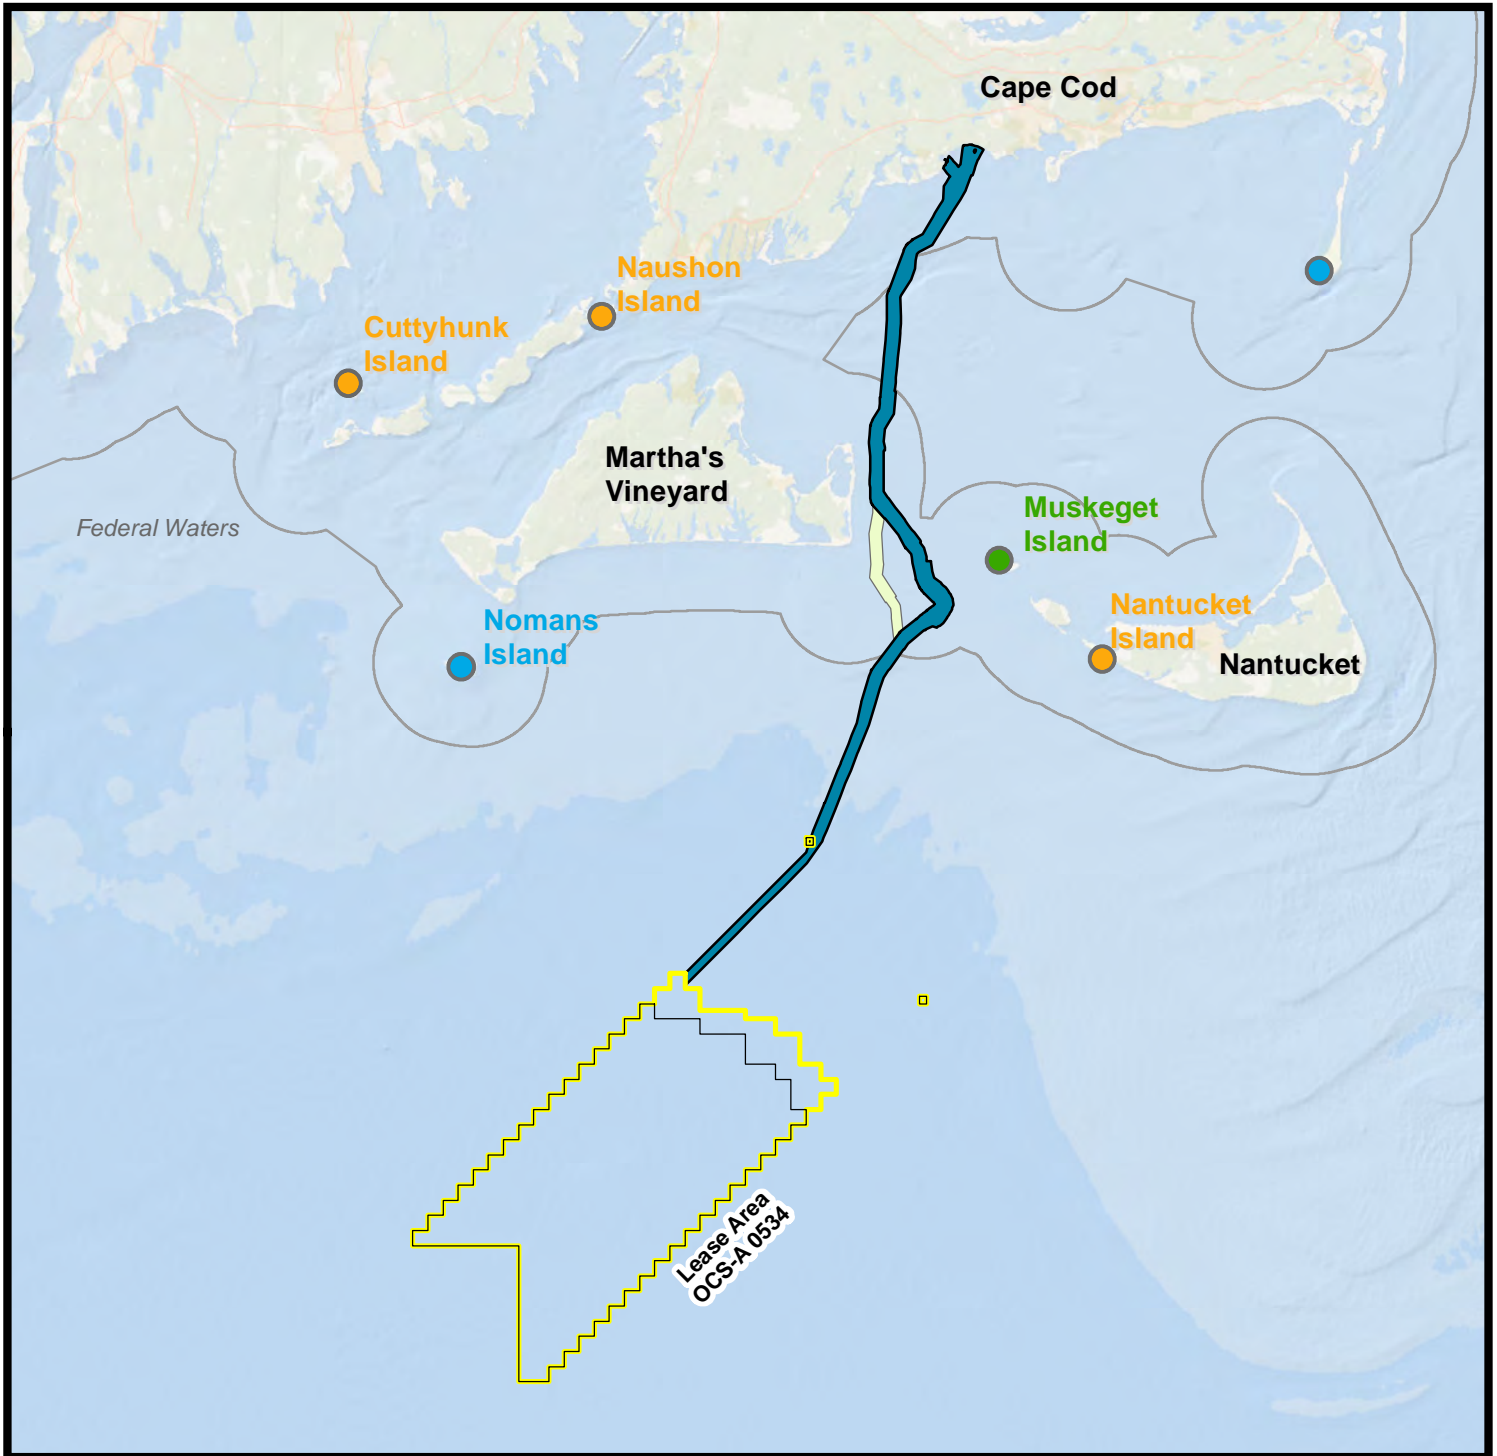 Cape Cod
Naushon
Island
Cuttyhunk
Island
Martha's
Vineyard
Federal Waters
Muskeget
Island
Nomans
Island
Nantucket
Island
Nantucket
Lease Area
OCS-A 0534